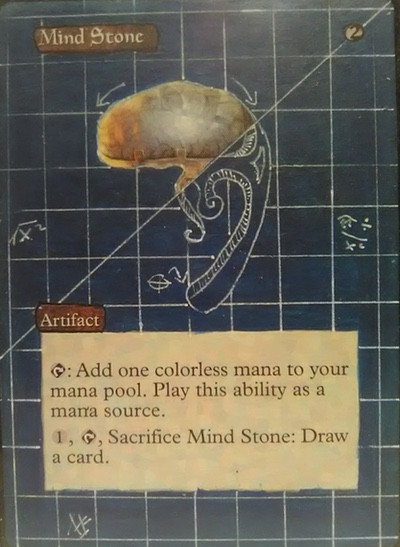 Mind Stone 2
√x²
Artifact
: Add one colorless mana to your
mana pool. Play this ability as a
mana source.
1, , Sacrifice Mind Stone: Draw
a card.